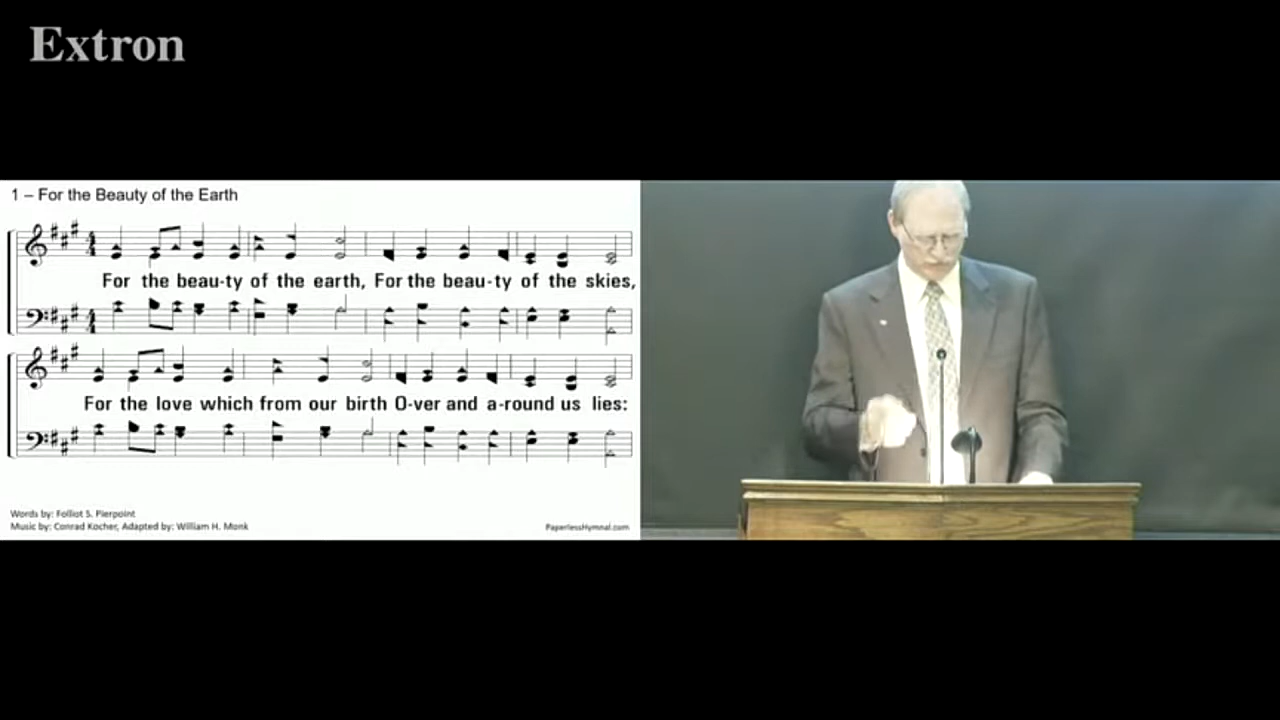 Extron
1 – For the Beauty of the Earth
For the beau-ty of the earth, For the beau-ty of the skies,
For the love which from our birth O-ver and a-round us lies:
Words by: Folliot S. Pierpoint
Music by: Conrad Kocher, Adapted by: William H. Monk
PaperlessHymnal.com